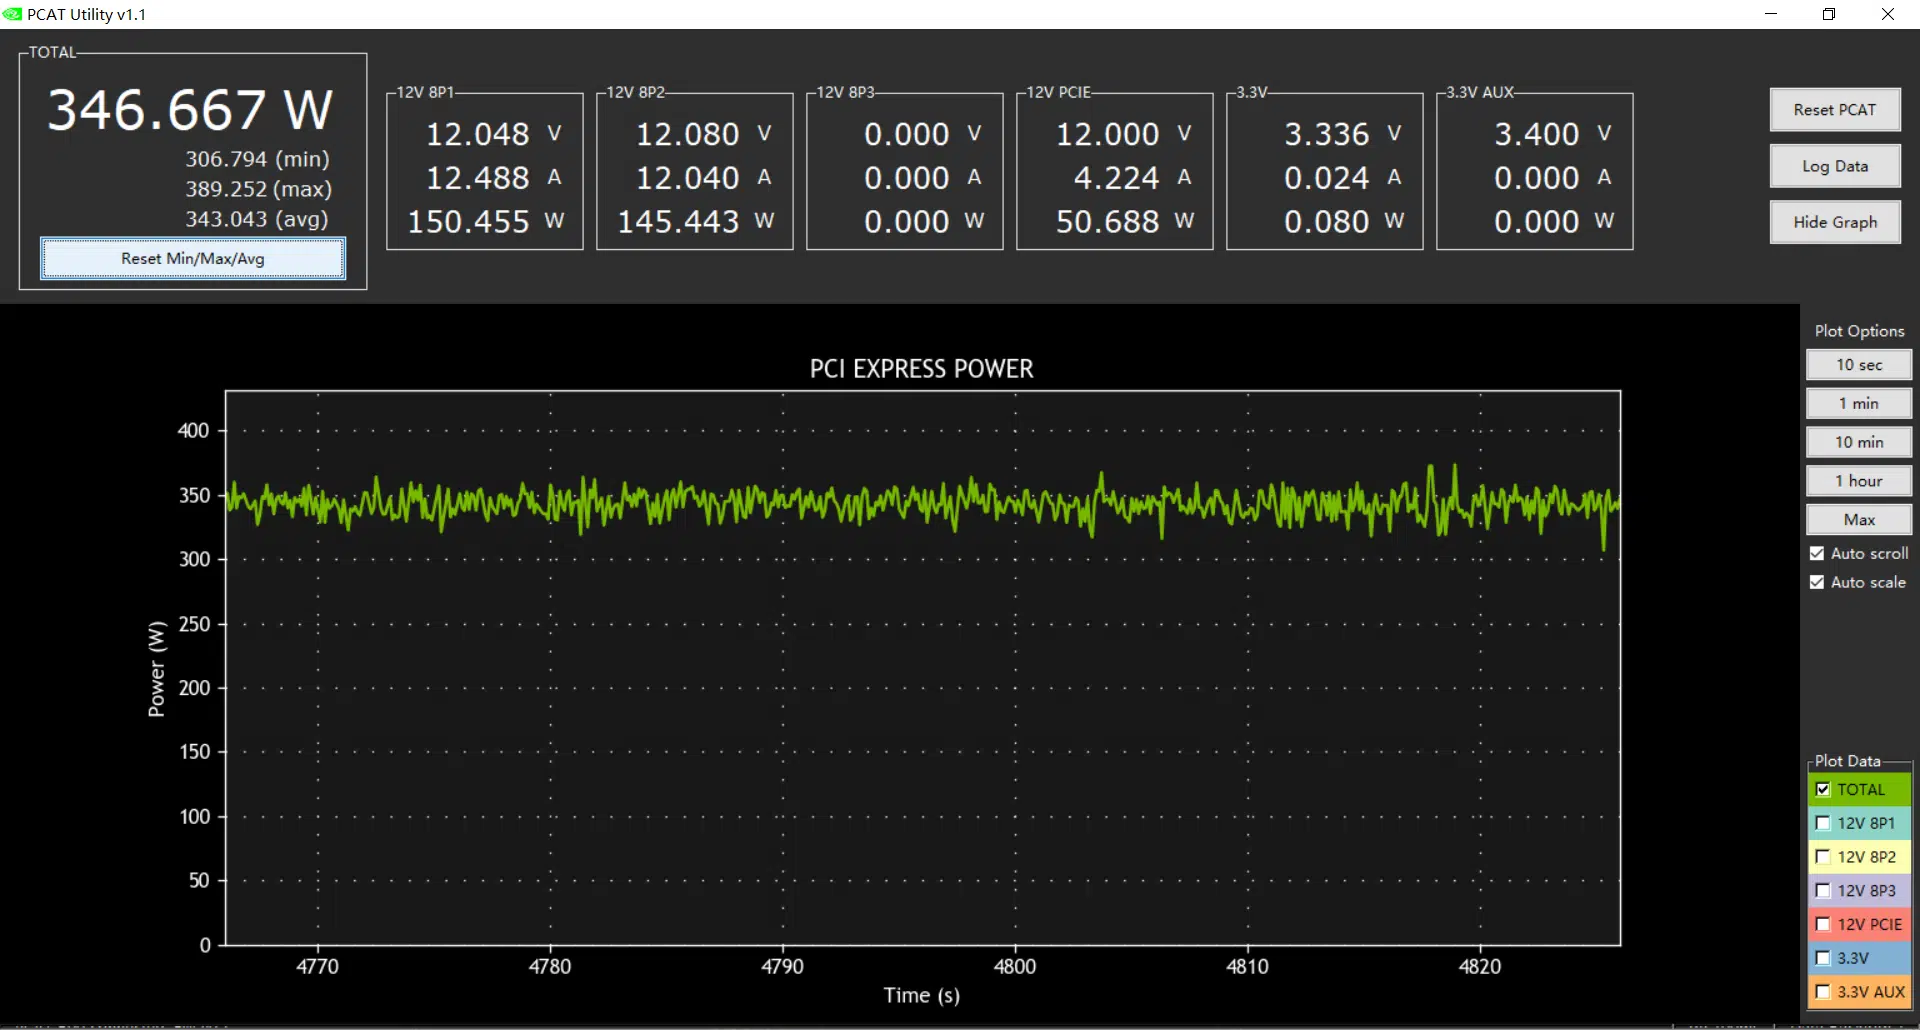 PCAT Utility v1.1
TOTAL
346.667 W
306.794 (min)
389.252 (max)
343.043 (avg)
Reset Min/Max/Avg
12V 8P1
12.048 V
12.488 A
150.455 W
12V 8P2
12.080 V
12.040 A
145.443 W
12V 8P3
0.000 V
0.000 A
0.000 W
12V PCIE
12.000 V
4.224 A
50.688 W
3.3V
3.336 V
0.024 A
0.080 W
3.3V AUX
3.400 V
0.000 A
0.000 W
Reset PCAT
Log Data
Hide Graph
PCI EXPRESS POWER
400
350
300
250
200
150
100
50
0
Power (W)
4770 4780 4790 4800 4810 4820
Time (s)
Plot Options
10 sec
1 min
10 min
1 hour
Max
Auto scroll
Auto scale
Plot Data
TOTAL
12V 8P1
12V 8P2
12V 8P3
12V PCIE
3.3V
3.3V AUX